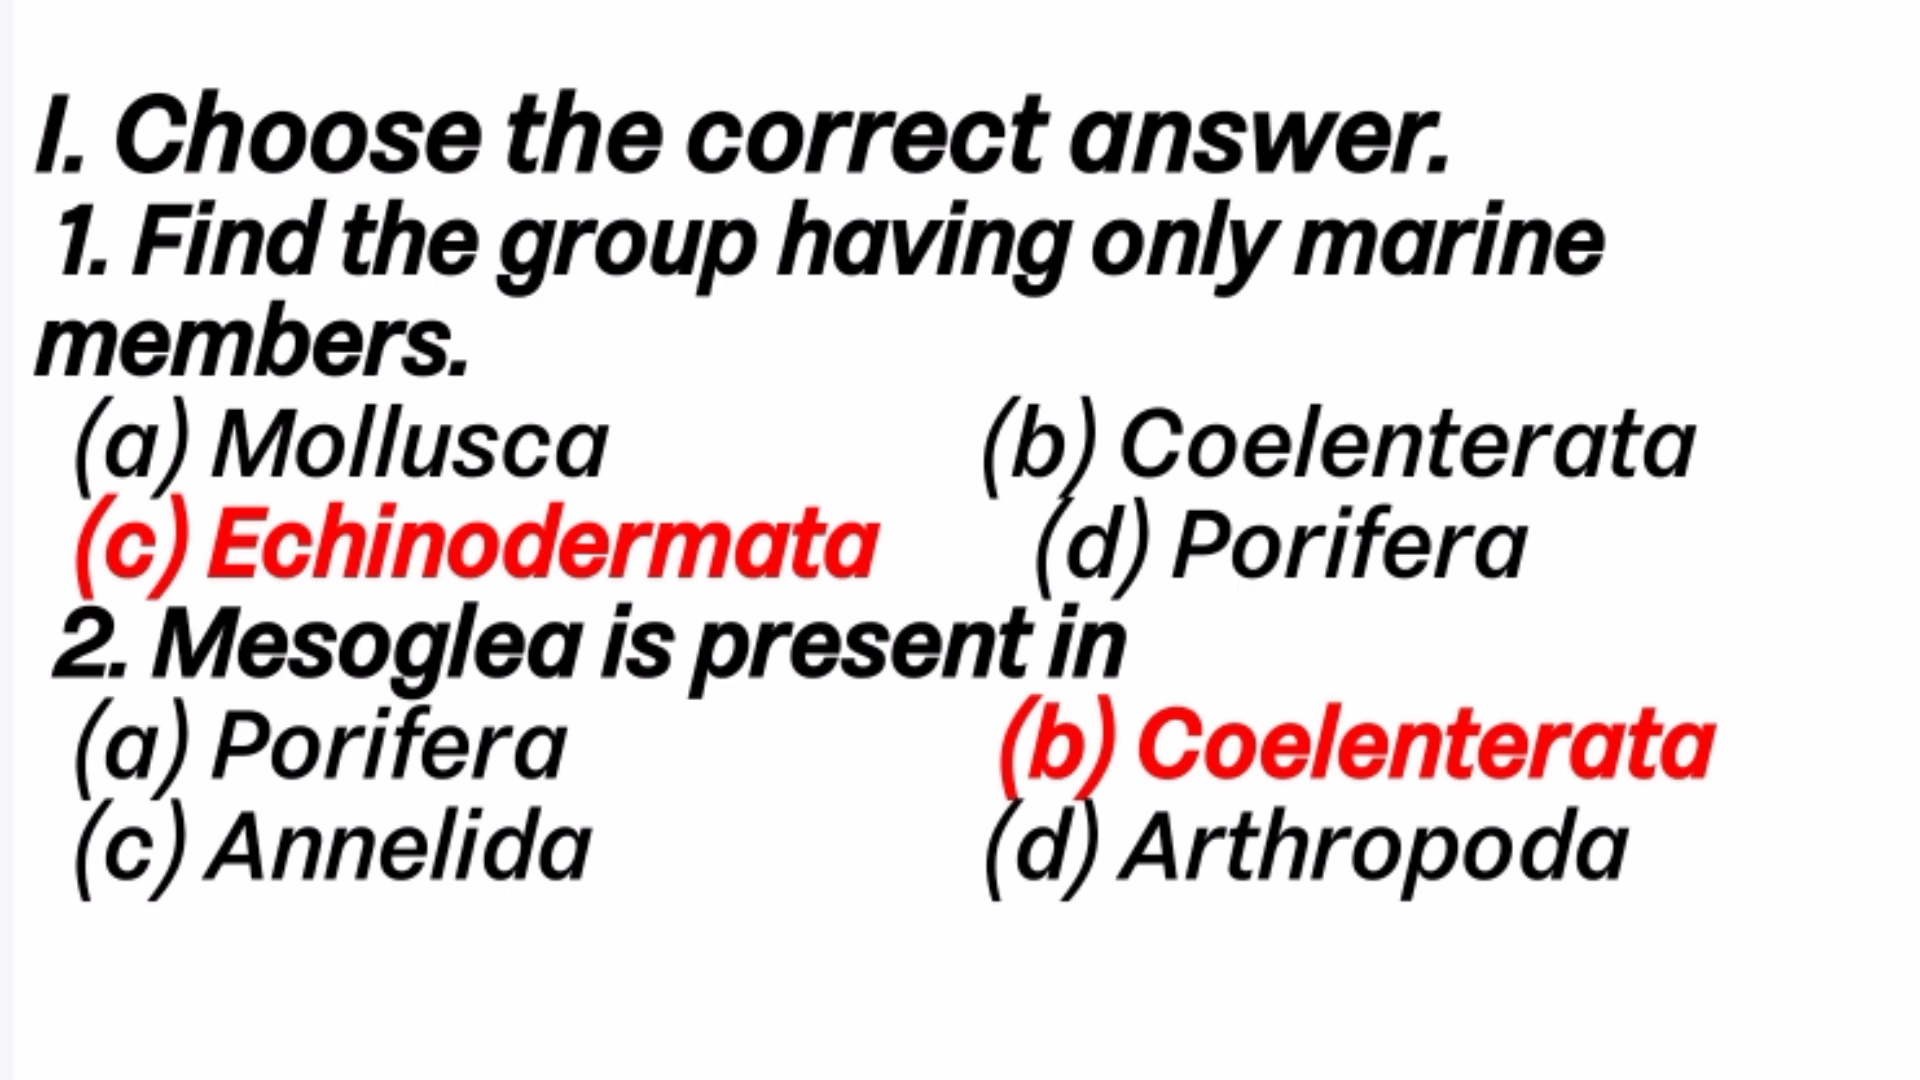 I. Choose the correct answer.
1. Find the group having only marine
members.
(a) Mollusca (b) Coelenterata
(c) Echinodermata (d) Porifera
2. Mesoglea is present in
(a) Porifera (b) Coelenterata
(c) Annelida (d) Arthropoda